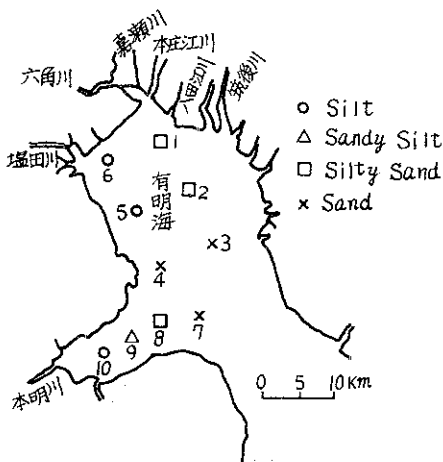 嘉瀬川
本庄江川
六角川
八田江川
筑後川
塩田川
有明海
本明川
○ Silt
△ Sandy Silt
□ Silty Sand
× Sand
1
2
3
4
5
6
7
8
9
10
0 5 10Km